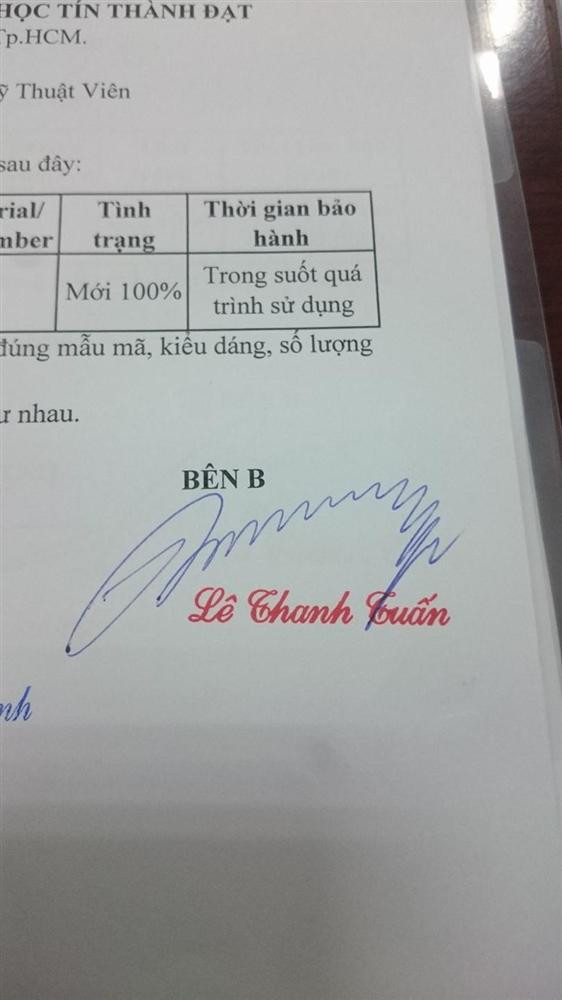 HỌC TÍN THÀNH ĐẠT
Tp.HCM.
ỹ Thuật Viên
sau đây:
rial/ Tình Thời gian bảo
mber trạng hành
Mới 100% Trong suốt quá
trình sử dụng
đúng mẫu mã, kiểu dáng, số lượng
ư nhau.
BÊN B
Lê Thanh Tuấn
nh